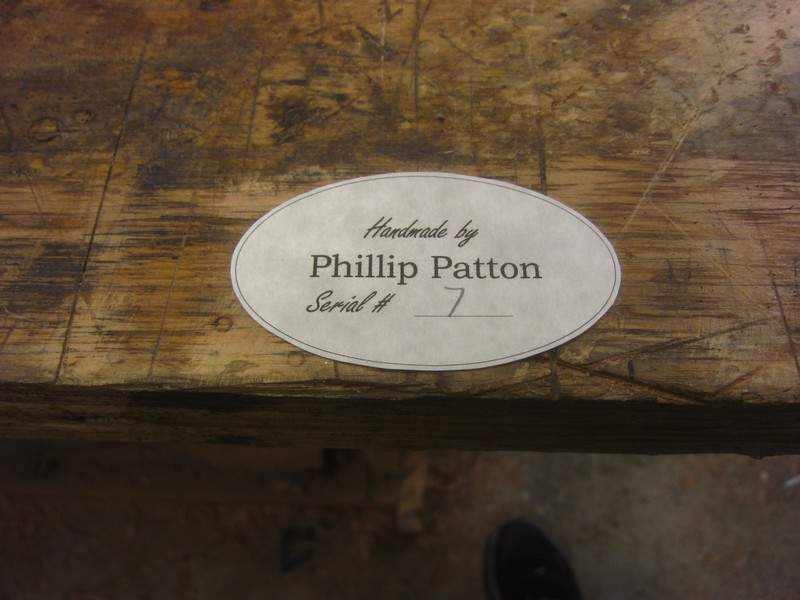 Handmade by
Phillip Patton
Serial # 7